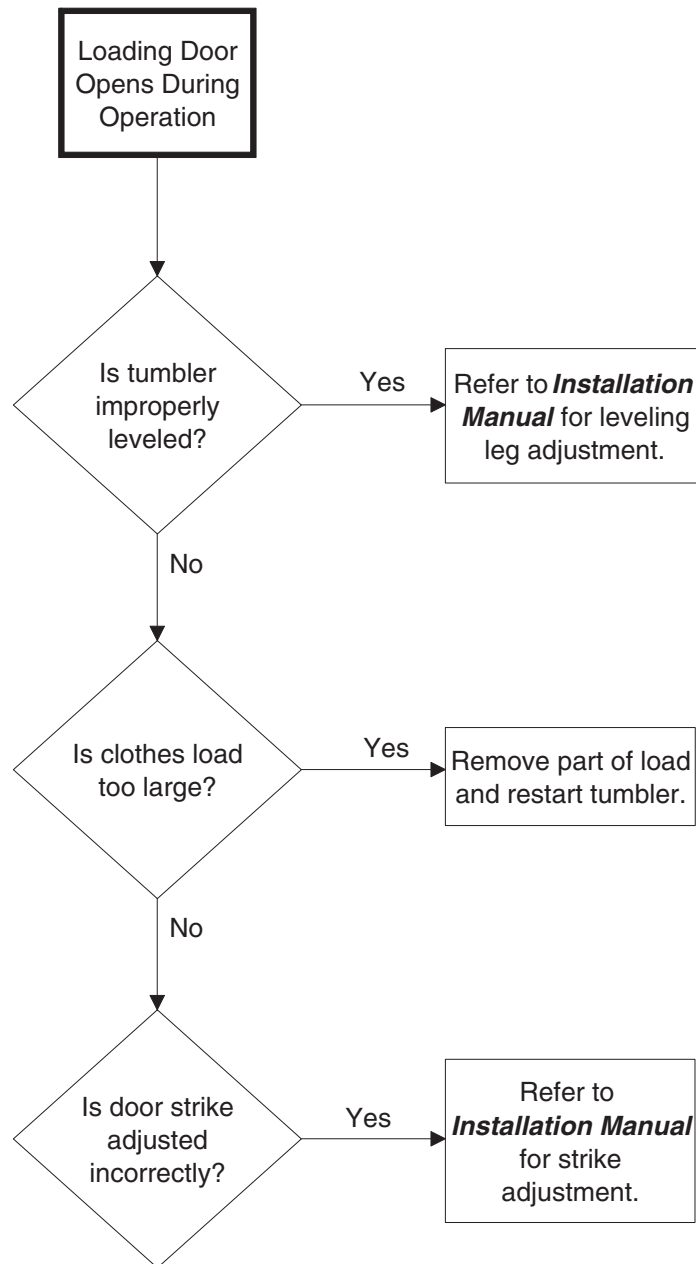 Loading Door
Opens During
Operation
Is tumbler
improperly
leveled?
Yes
Refer to Installation
Manual for leveling
leg adjustment.
No
Is clothes load
too large?
Yes
Remove part of load
and restart tumbler.
No
Is door strike
adjusted
incorrectly?
Yes
Refer to
Installation Manual
for strike
adjustment.